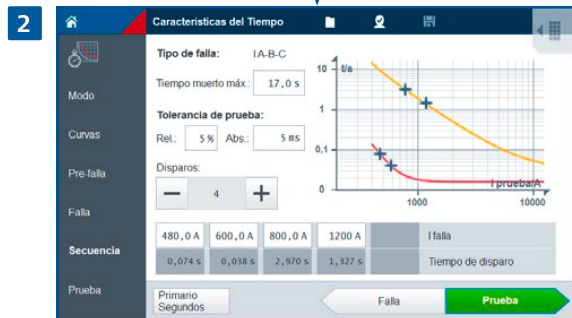 2
Características del Tiempo
Modo
Curvas
Pre-falla
Falla
Secuencia
Prueba
Tipo de falla: IA-B-C
Tiempo muerto máx.: 17,0 s
Tolerancia de prueba:
Rel.: 5 % Abs.: 5 ms
Disparos:
— 4 +
10 t/s
1
0,1
0
1000 10000
I prueba/A
480,0 A 600,0 A 800,0 A 1200 A I falla
0,074 s 0,038 s 2,970 s 1,327 s Tiempo de disparo
Primario
Segundos
Falla
Prueba